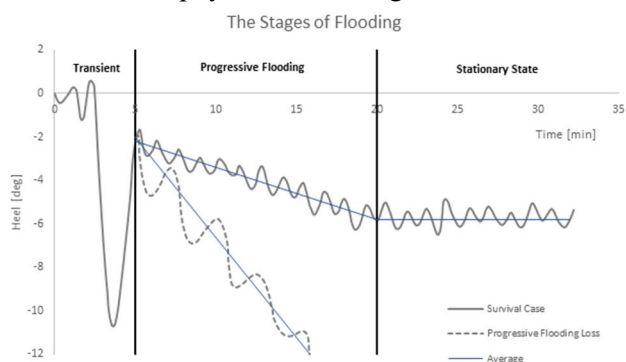 The Stages of Flooding
Transient
Progressive Flooding
Stationary State
2
0
-2
-4
-6
-8
-10
-12
0
5
10
15
20
25
30
35
Time [min]
Heel [deg]
Survival Case
Progressive Flooding Loss
Average